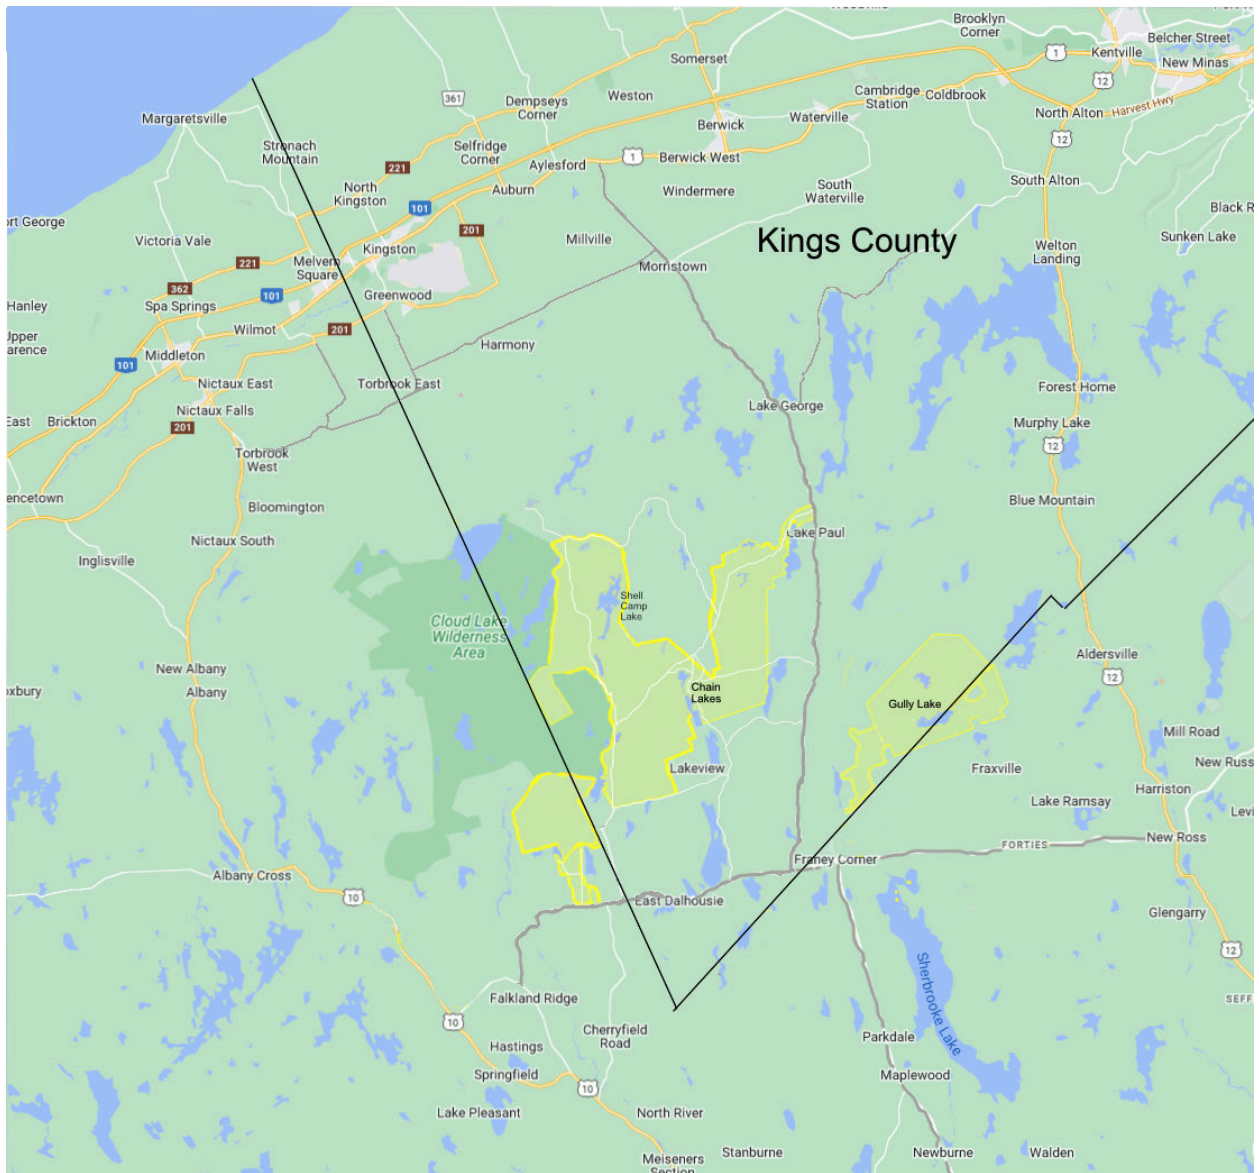 Brooklyn
Corner
Belcher Street
Kentville
New Minas
1
12
Somerset
361
Weston
Dempseys
Corner
Cambridge
Station
Coldbrook
North Alton
Harvest Hwy
Margaretsville
Stronach
Mountain
Selfridge
Corner
Berwick
Waterville
12
221
Aylesford
1
Berwick West
North
Kingston
Auburn
Windermere
South
Waterville
South Alton
101
201
Black R
ort George
Victoria Vale
Kingston
Millville
Kings County
Sunken Lake
Welton
Landing
221
Melvern
Square
Morristown
362
101
Greenwood
Hanley
Spa Springs
Wilmot
201
Upper
arence
Middleton
Harmony
101
Nictaux East
Torbrook East
Forest Home
East
Brickton
Nictaux Falls
Lake George
201
Murphy Lake
12
Torbrook
West
encetown
Bloomington
Blue Mountain
Nictaux South
Lake Paul
Inglisville
Shell
Camp
Lake
Cloud Lake
Wilderness
Area
Aldersville
New Albany
12
oxbury
Albany
Chain
Lakes
Gully Lake
Mill Road
Lakeview
Fraxville
New Russ
Harriston
Lake Ramsay
Levi
New Ross
FORTIES
Franey Corner
Albany Cross
10
East Dalhousie
Glengarry
12
Sherbrooke Lake
Falkland Ridge
SEFF
10
Cherryfield
Road
Parkdale
Hastings
Springfield
Maplewood
10
Lake Pleasant
North River
Stanburne
Newburne
Walden
Meiseners
Section